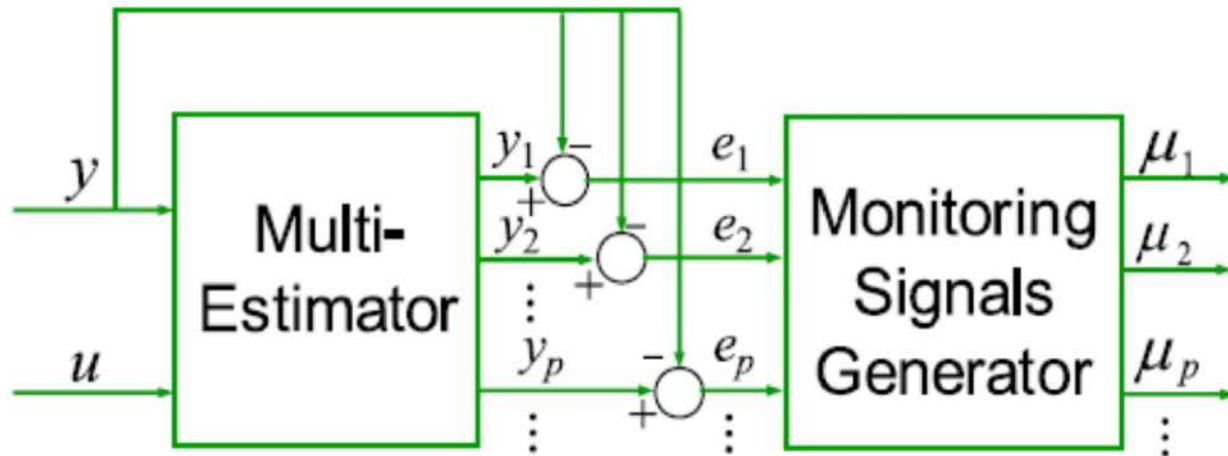 y
u
Multi-
Estimator
y₁
y₂
⋮
yₚ
⋮
−
+
−
+
−
+
e₁
e₂
eₚ
⋮
Monitoring
Signals
Generator
μ₁
μ₂
μₚ
⋮